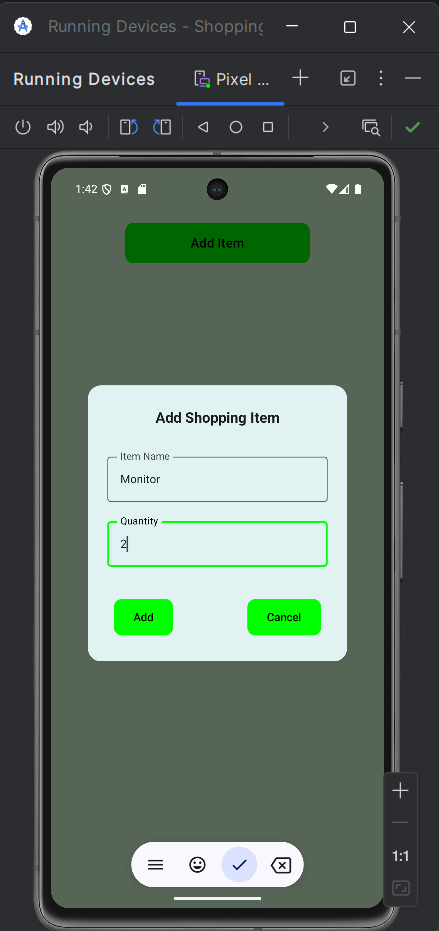 Running Devices - Shopping
Running Devices
Pixel ...
1:42
Add Item
Add Shopping Item
Item Name
Monitor
Quantity
2
Add
Cancel
1:1